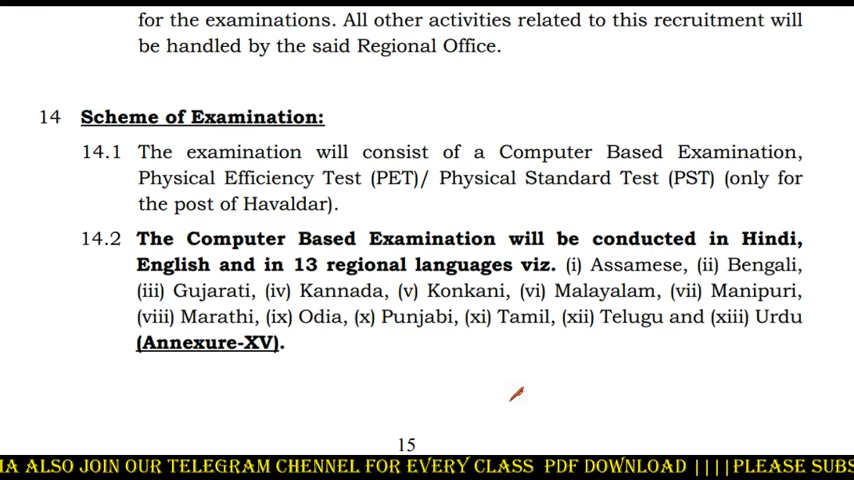 for the examinations. All other activities related to this recruitment will
be handled by the said Regional Office.
14 Scheme of Examination:
14.1 The examination will consist of a Computer Based Examination,
Physical Efficiency Test (PET)/ Physical Standard Test (PST) (only for
the post of Havaldar).
14.2 The Computer Based Examination will be conducted in Hindi,
English and in 13 regional languages viz. (i) Assamese, (ii) Bengali,
(iii) Gujarati, (iv) Kannada, (v) Konkani, (vi) Malayalam, (vii) Manipuri,
(viii) Marathi, (ix) Odia, (x) Punjabi, (xi) Tamil, (xii) Telugu and (xiii) Urdu
(Annexure-XV).
15
IA ALSO JOIN OUR TELEGRAM CHENNEL FOR EVERY CLASS PDF DOWNLOAD ||||PLEASE SUBS